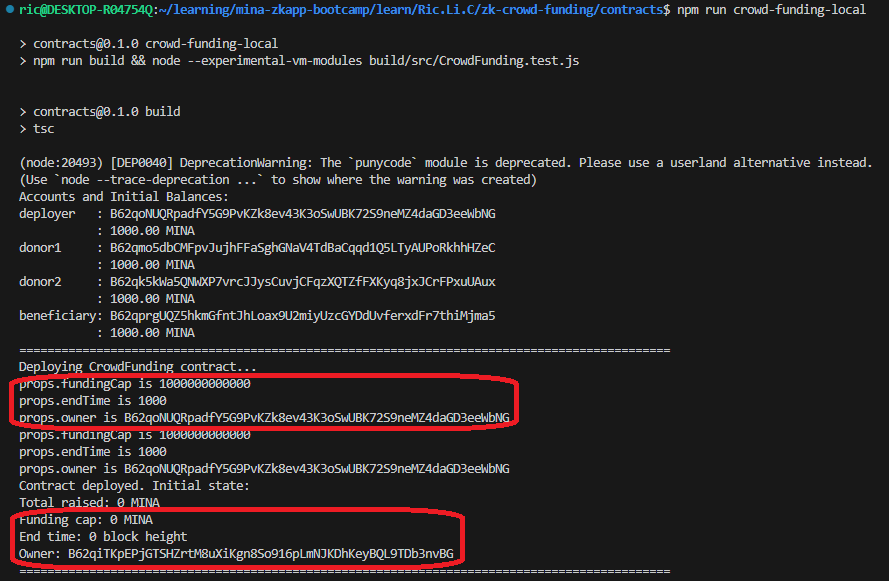 ric@DESKTOP-R04754Q:~/learning/mina-zkapp-bootcamp/learn/Ric.Li.C/zk-crowd-funding/contracts$ npm run crowd-funding-local
> contracts@0.1.0 crowd-funding-local
> npm run build && node --experimental-vm-modules build/src/CrowdFunding.test.js
> contracts@0.1.0 build
> tsc
(node:20493) [DEP0040] DeprecationWarning: The `punycode` module is deprecated. Please use a userland alternative instead.
(Use `node --trace-deprecation ...` to show where the warning was created)
Accounts and Initial Balances:
deployer   : B62qoNUQRpadfY5G9PvKZk8ev43K3oSwUBK72S9neMZ4daGD3eeWbNG
           : 1000.00 MINA
donor1     : B62qmo5dbCMFpvJujhFFaSghGNaV4TdBaCqqd1Q5LTyAUPoRkhhHZeC
           : 1000.00 MINA
donor2     : B62qk5kWa5QNWXP7vrcJJysCuvjCFqzXQTZfFXKyq8jxJCrFPxuUAux
           : 1000.00 MINA
beneficiary: B62qprgUQZ5hkmGfntJhLoax9U2miyUzcGYDdUvferxdFr7thiMjma5
           : 1000.00 MINA
=============================================================================
Deploying CrowdFunding contract...
props.fundingCap is 1000000000000
props.endTime is 1000
props.owner is B62qoNUQRpadfY5G9PvKZk8ev43K3oSwUBK72S9neMZ4daGD3eeWbNG
props.fundingCap is 1000000000000
props.endTime is 1000
props.owner is B62qoNUQRpadfY5G9PvKZk8ev43K3oSwUBK72S9neMZ4daGD3eeWbNG
Contract deployed. Initial state:
Total raised: 0 MINA
Funding cap: 0 MINA
End time: 0 block height
Owner: B62qiTKpEPjGTSHZrtM8uXiKgn8So916pLmNJKDhKeyBQL9TDb3nvBG
=============================================================================